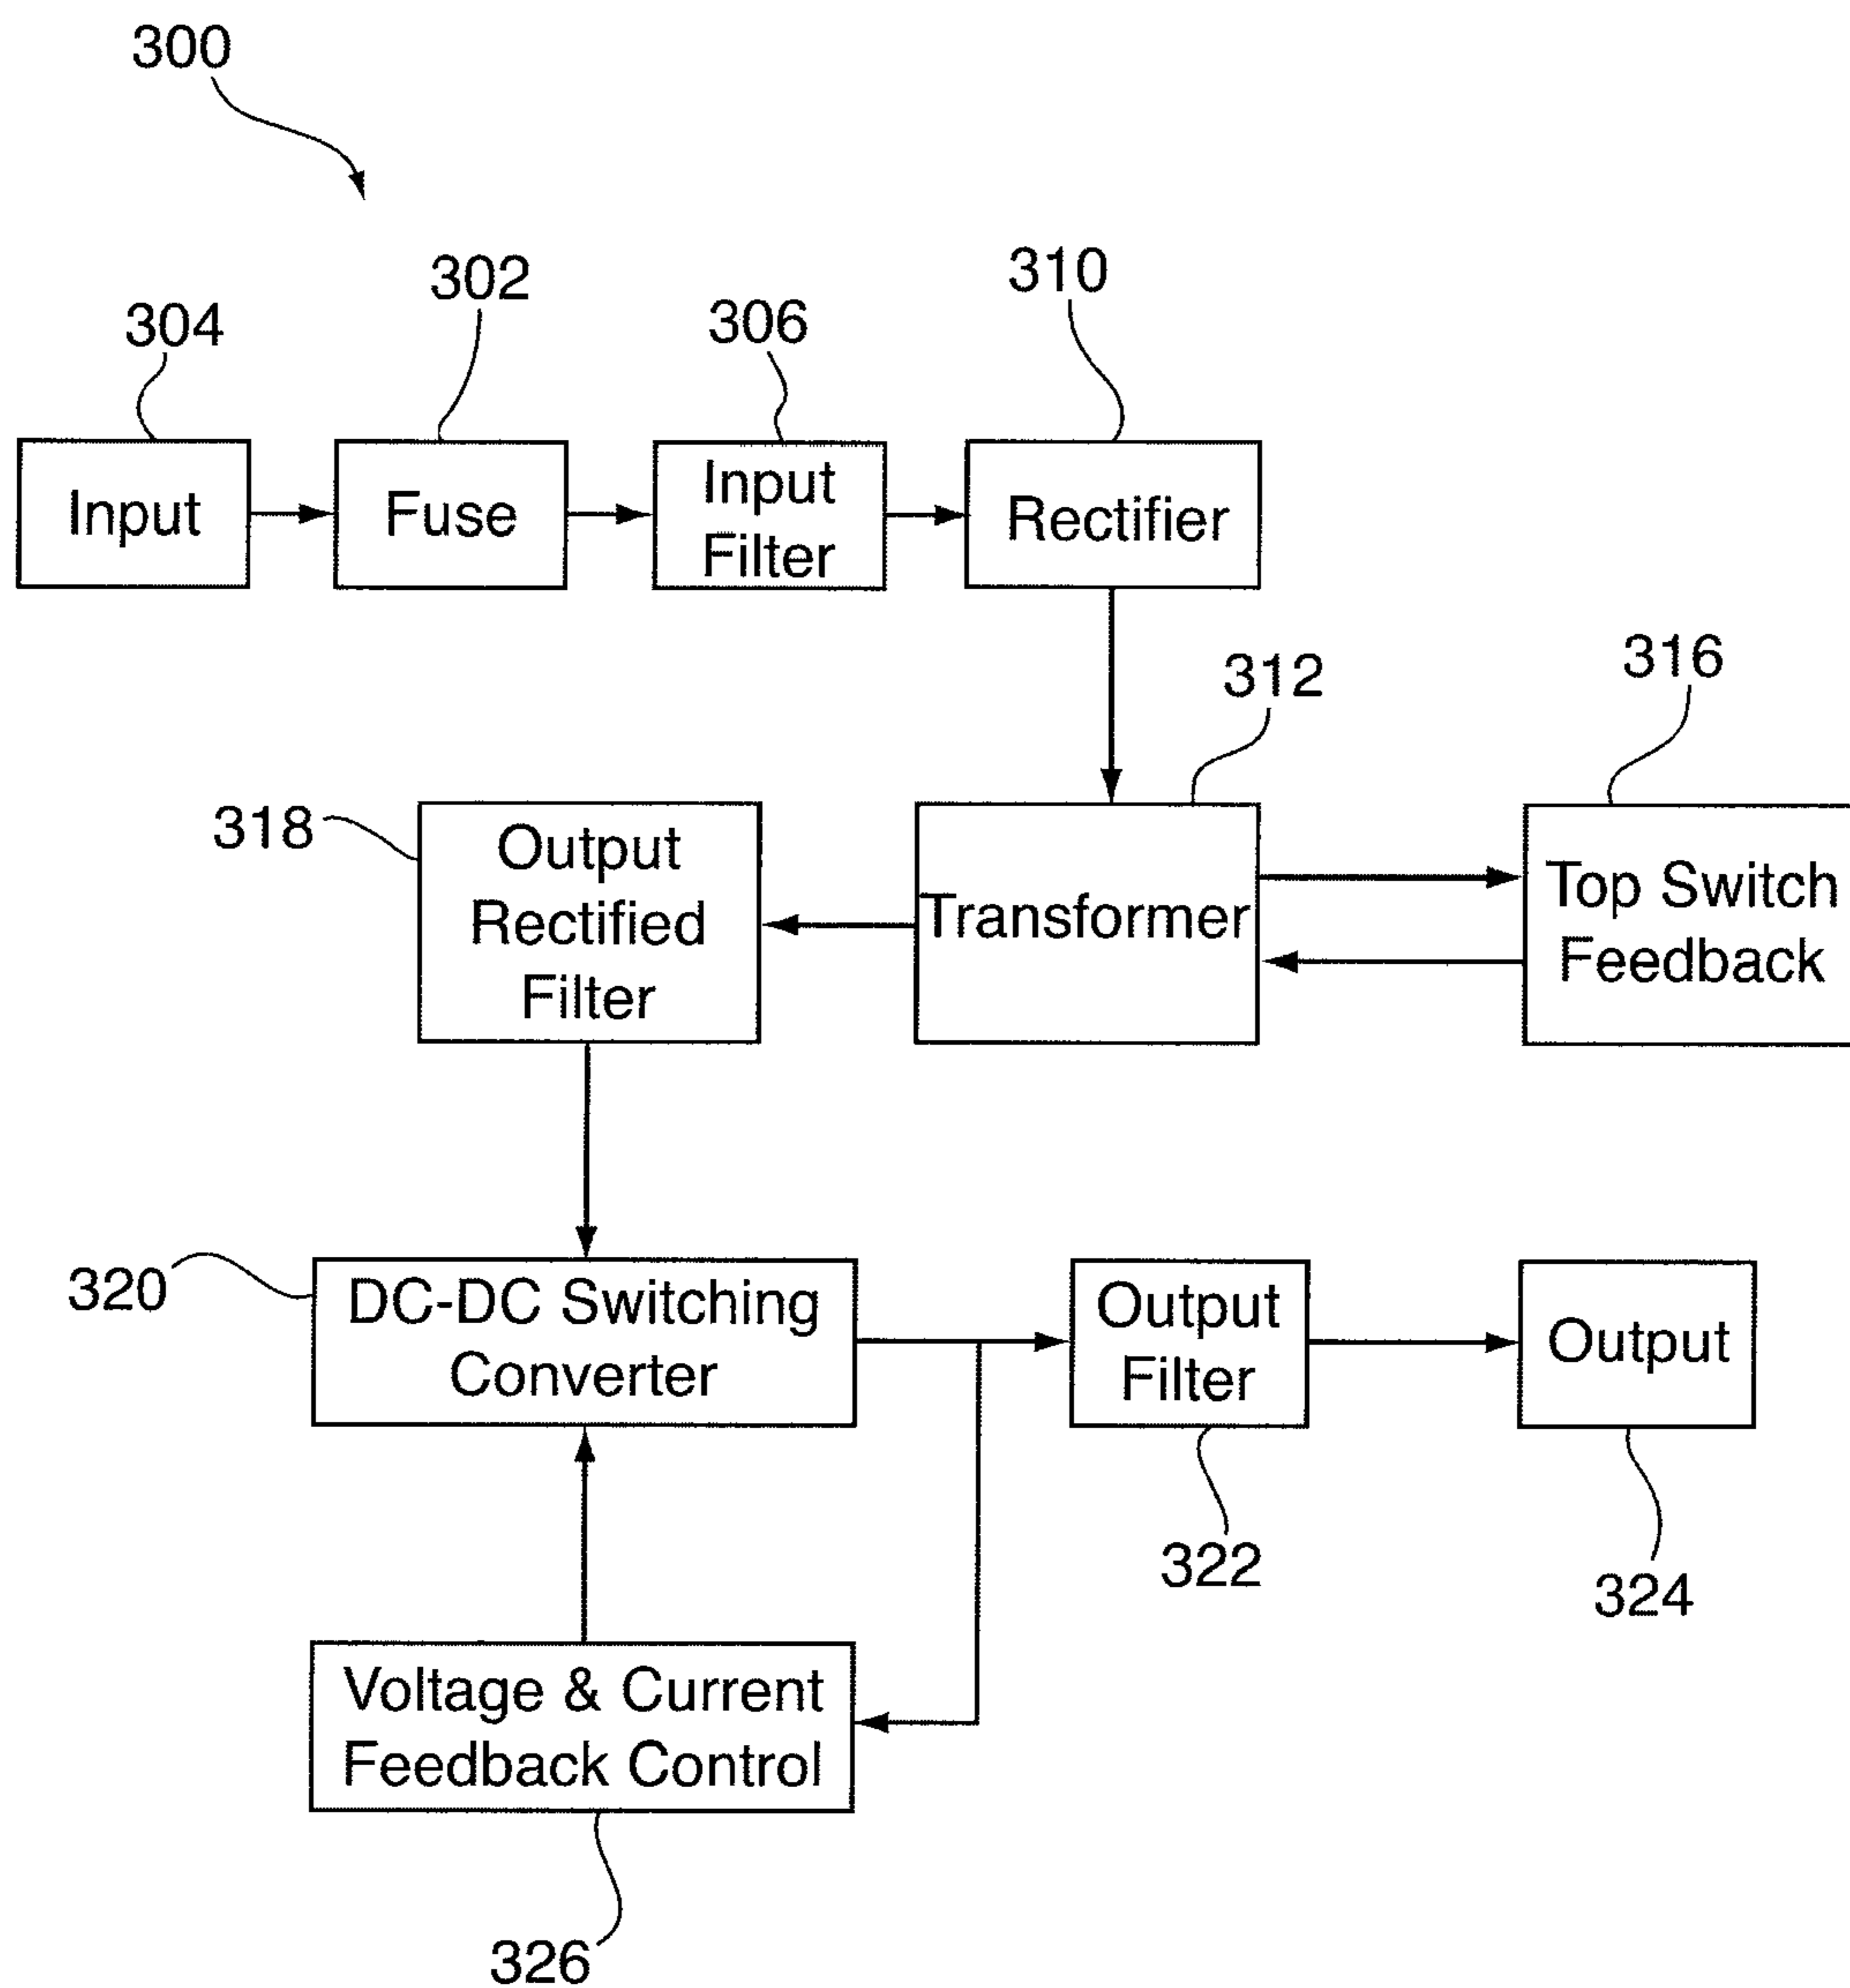 300
304
302
306
310
Input
Fuse
Input
Filter
Rectifier
312
316
318
Output
Rectified
Filter
Transformer
Top Switch
Feedback
320
DC-DC Switching
Converter
Output
Filter
Output
322
324
Voltage & Current
Feedback Control
326